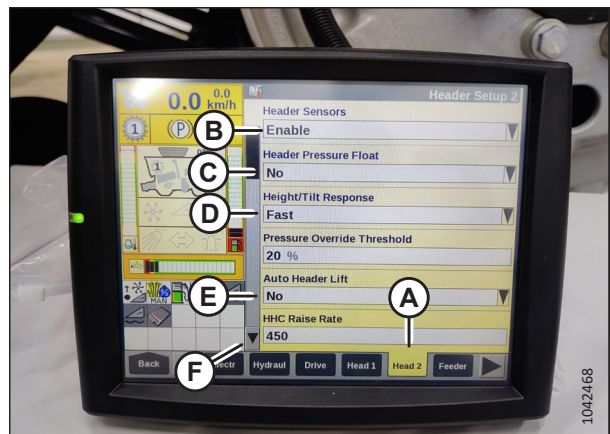 0.0 0.0 km/h
Header Setup 2
1
P
Header Sensors
B
Enable
Header Pressure Float
1
C
No
Height/Tilt Response
D
Fast
Pressure Override Threshold
20 %
Auto Header Lift
E
No
A
MAN
HHC Raise Rate
450
F
Back
Hydraul
Drive
Head 1
Head 2
Feeder
1042468